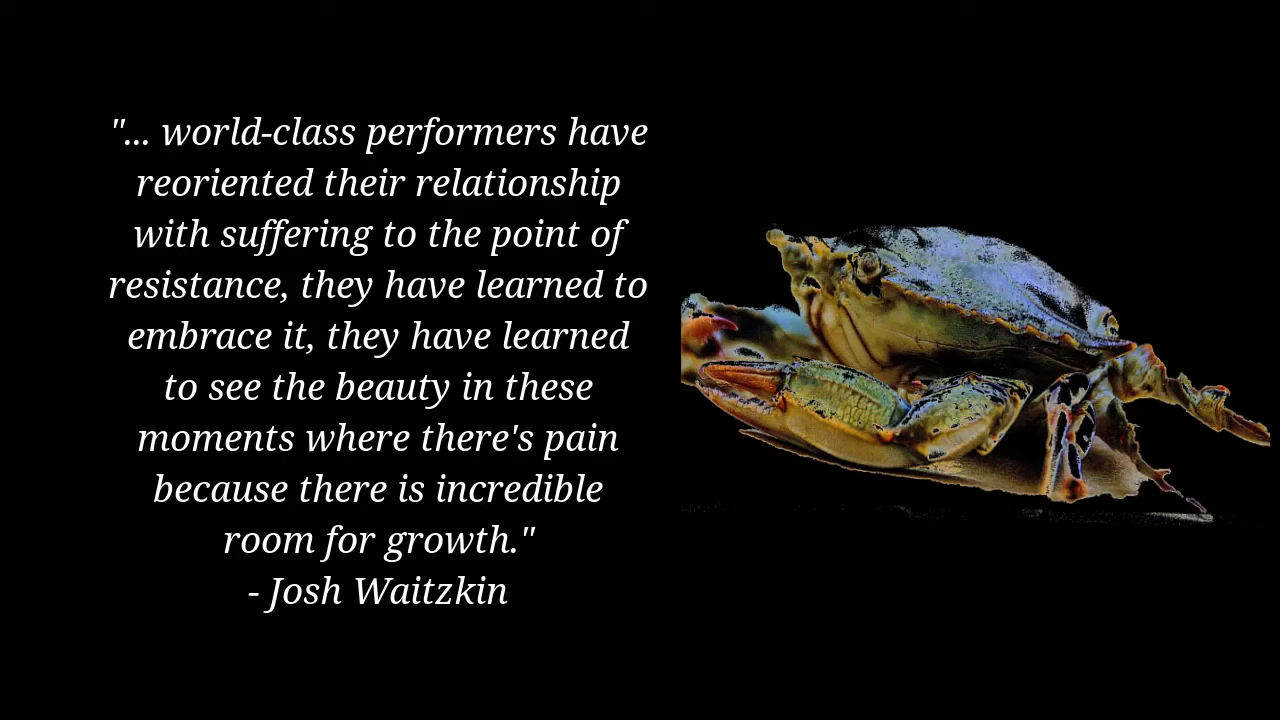 "... world-class performers have
reoriented their relationship
with suffering to the point of
resistance, they have learned to
embrace it, they have learned
to see the beauty in these
moments where there's pain
because there is incredible
room for growth."
- Josh Waitzkin